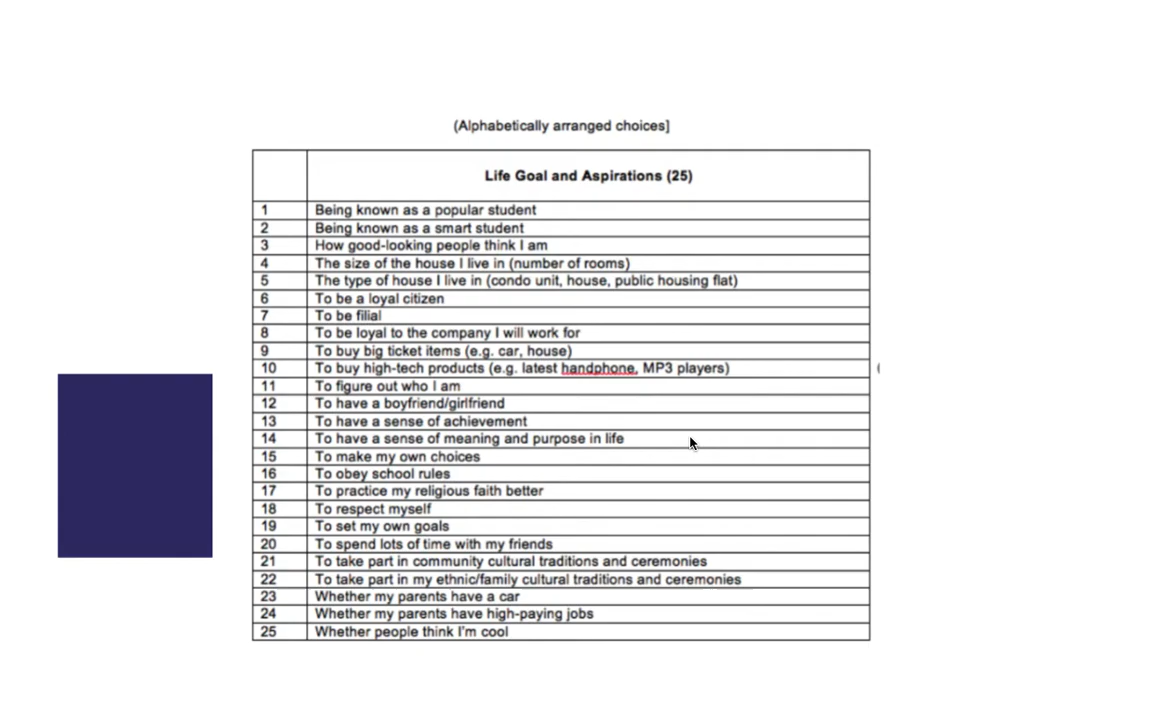 (Alphabetically arranged choices]
Life Goal and Aspirations (25)
1 Being known as a popular student
2 Being known as a smart student
3 How good-looking people think I am
4 The size of the house I live in (number of rooms)
5 The type of house I live in (condo unit, house, public housing flat)
6 To be a loyal citizen
7 To be filial
8 To be loyal to the company I will work for
9 To buy big ticket items (e.g. car, house)
10 To buy high-tech products (e.g. latest handphone, MP3 players)
11 To figure out who I am
12 To have a boyfriend/girlfriend
13 To have a sense of achievement
14 To have a sense of meaning and purpose in life
15 To make my own choices
16 To obey school rules
17 To practice my religious faith better
18 To respect myself
19 To set my own goals
20 To spend lots of time with my friends
21 To take part in community cultural traditions and ceremonies
22 To take part in my ethnic/family cultural traditions and ceremonies
23 Whether my parents have a car
24 Whether my parents have high-paying jobs
25 Whether people think I'm cool